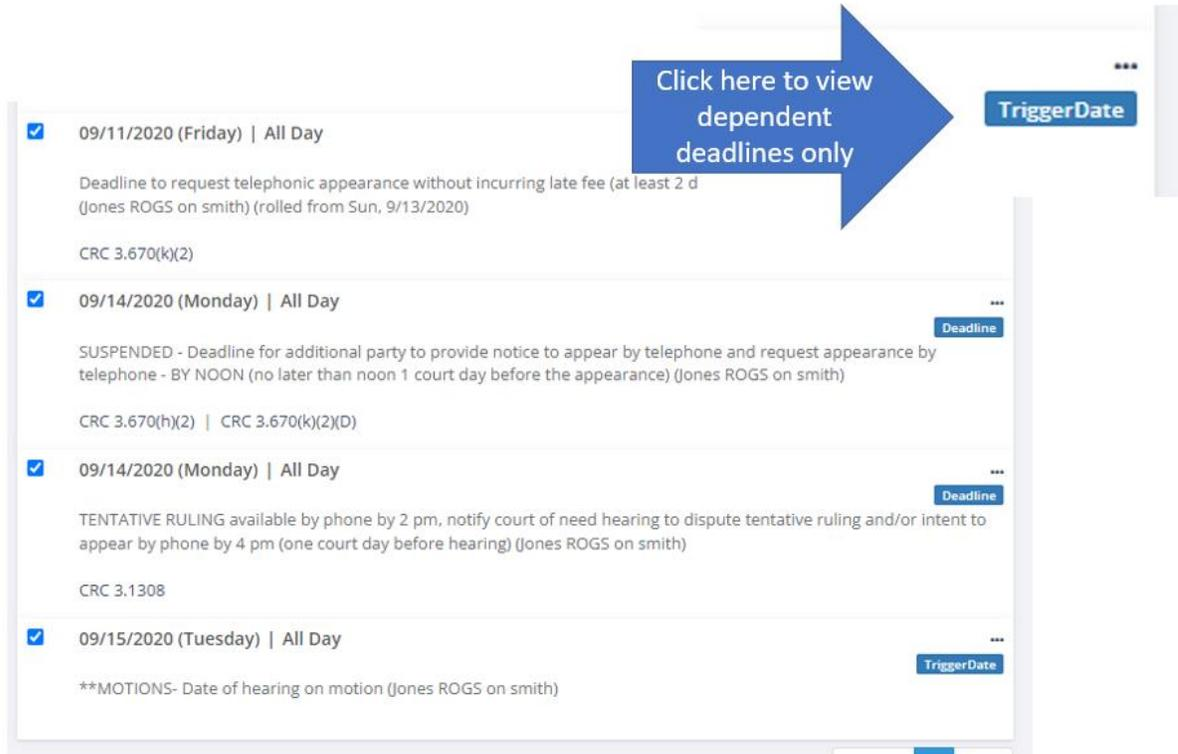 Click here to view
dependent
deadlines only
•••
TriggerDate
09/11/2020 (Friday) | All Day
Deadline to request telephonic appearance without incurring late fee (at least 2 d
(Jones ROGS on smith) (rolled from Sun, 9/13/2020)
CRC 3.670(k)(2)
09/14/2020 (Monday) | All Day
•••
Deadline
SUSPENDED - Deadline for additional party to provide notice to appear by telephone and request appearance by
telephone - BY NOON (no later than noon 1 court day before the appearance) (Jones ROGS on smith)
CRC 3.670(h)(2) | CRC 3.670(k)(2)(D)
09/14/2020 (Monday) | All Day
•••
Deadline
TENTATIVE RULING available by phone by 2 pm, notify court of need hearing to dispute tentative ruling and/or intent to
appear by phone by 4 pm (one court day before hearing) (Jones ROGS on smith)
CRC 3.1308
09/15/2020 (Tuesday) | All Day
•••
TriggerDate
**MOTIONS- Date of hearing on motion (Jones ROGS on smith)